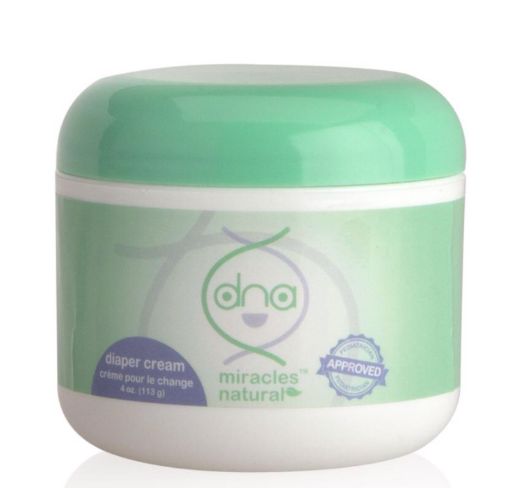 dna
miracles™
natural
diaper cream
crème pour le change
4 oz. (113 g)
APPROVED